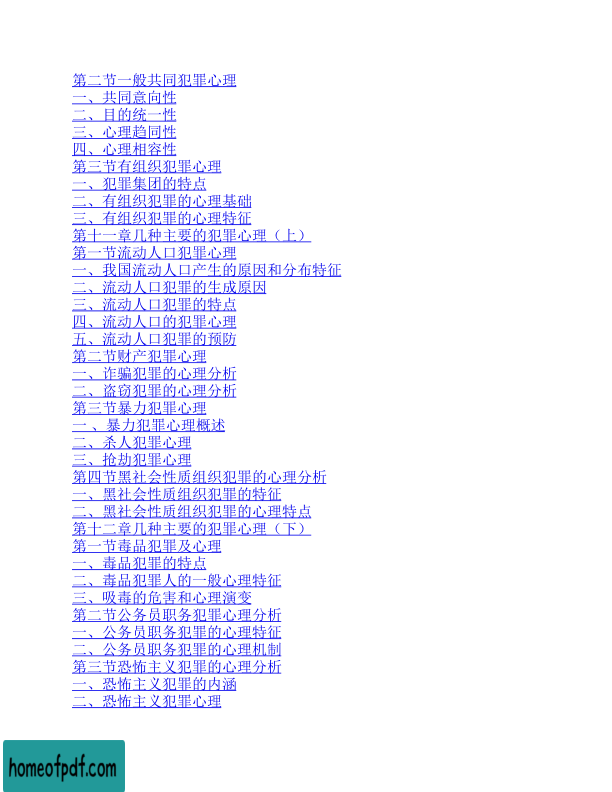 第二节一般共同犯罪心理
一、共同意向性
二、目的统一性
三、心理趋同性
四、心理相容性
第三节有组织犯罪心理
一、犯罪集团的特点
二、有组织犯罪的心理基础
三、有组织犯罪的心理特征
第十一章几种主要的犯罪心理（上）
第一节流动人口犯罪心理
一、我国流动人口产生的原因和分布特征
二、流动人口犯罪的生成原因
三、流动人口犯罪的特点
四、流动人口的犯罪心理
五、流动人口犯罪的预防
第二节财产犯罪心理
一、诈骗犯罪的心理分析
二、盗窃犯罪的心理分析
第三节暴力犯罪心理
一 、暴力犯罪心理概述
二、杀人犯罪心理
三、抢劫犯罪心理
第四节黑社会性质组织犯罪的心理分析
一、黑社会性质组织犯罪的特征
二、黑社会性质组织犯罪的心理特点
第十二章几种主要的犯罪心理（下）
第一节毒品犯罪及心理
一、毒品犯罪的特点
二、毒品犯罪人的一般心理特征
三、吸毒的危害和心理演变
第二节公务员职务犯罪心理分析
一、公务员职务犯罪的心理特征
二、公务员职务犯罪的心理机制
第三节恐怖主义犯罪的心理分析
一、恐怖主义犯罪的内涵
二、恐怖主义犯罪心理
homeofpdf.com